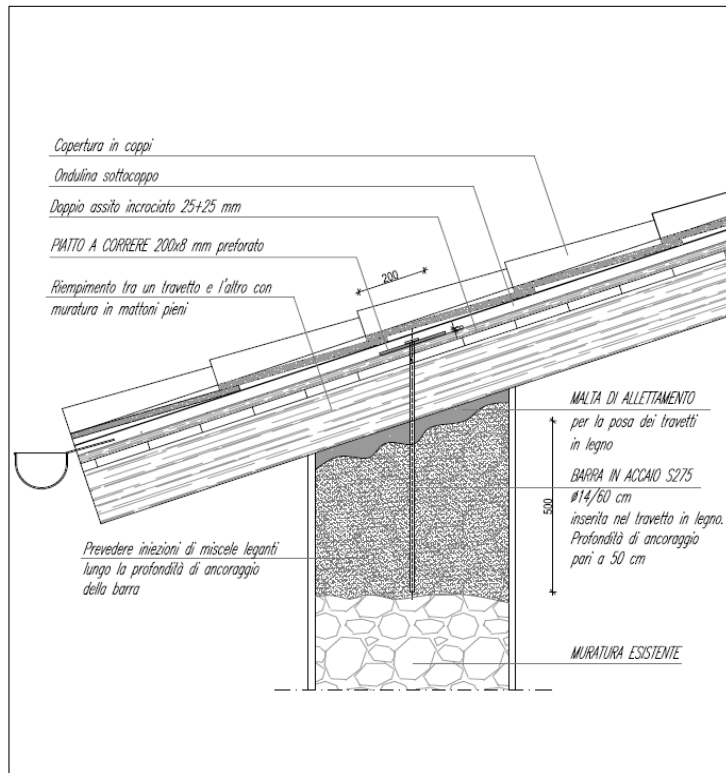 Copertura in coppi
Ondulina sottocoppo
Doppio assito incrociato 25+25 mm
PIATTO A CORRERE 200x8 mm preforato
Riempimento tra un travetto e l'altro con
muratura in mattoni pieni
200
MALTA DI ALLETTAMENTO
per la posa dei travetti
in legno
BARRA IN ACCAIO S275
ø14/60 cm
inserita nel travetto in legno.
Profondità di ancoraggio
pari a 50 cm
500
Prevedere iniezioni di miscele leganti
lungo la profondità di ancoraggio
della barra
MURATURA ESISTENTE